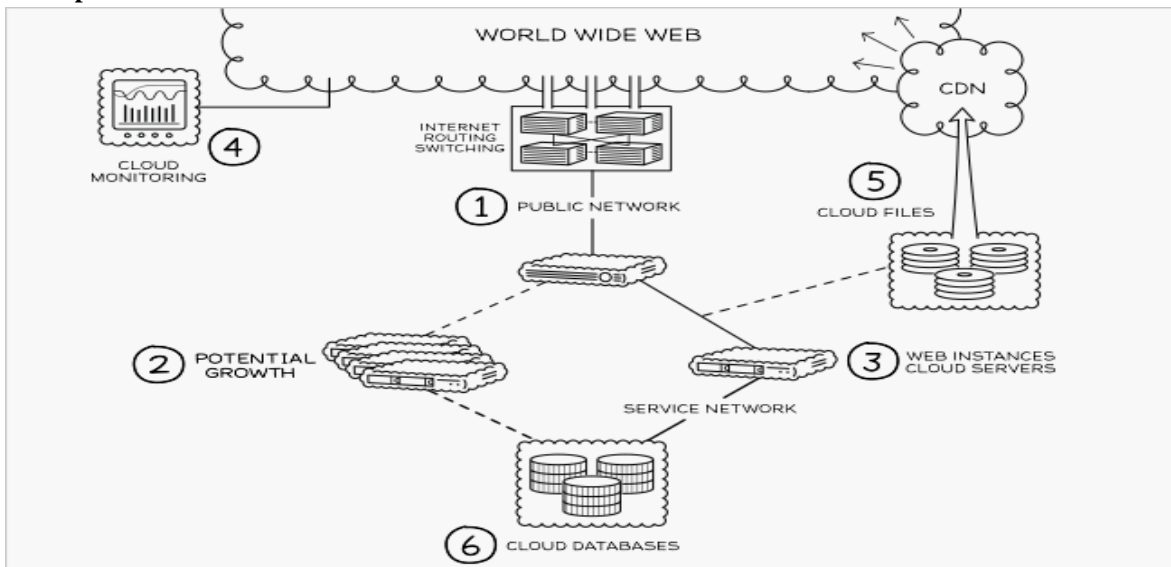 WORLD WIDE WEB
CDN
INTERNET
ROUTING
SWITCHING
4
CLOUD
MONITORING
1 PUBLIC NETWORK
5
CLOUD FILES
2 POTENTIAL
GROWTH
3 WEB INSTANCES
CLOUD SERVERS
SERVICE NETWORK
6 CLOUD DATABASES